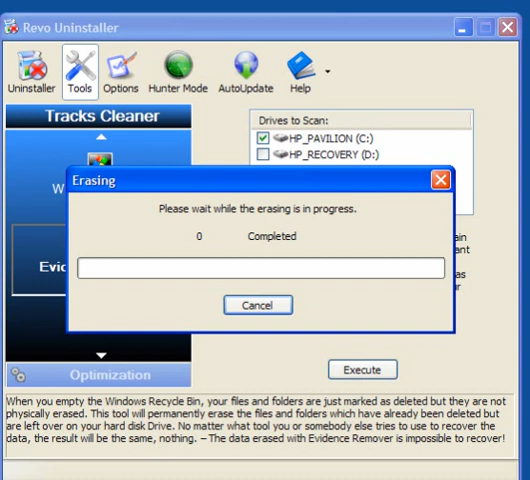 Revo Uninstaller
Uninstaller Tools Options Hunter Mode AutoUpdate Help
Tracks Cleaner
Drives to Scan:
HP_PAVILION (C:)
HP_RECOVERY (D:)
Erasing
Please wait while the erasing is in progress.
0 Completed
Cancel
Execute
Optimization
When you empty the Windows Recycle Bin, your files and folders are just marked as deleted but they are not
physically erased. This tool will permanently erase the files and folders which have already been deleted but
are left over on your hard disk Drive. No matter what tool you or somebody else tries to use to recover the
data, the result will be the same, nothing. – The data erased with Evidence Remover is impossible to recover!